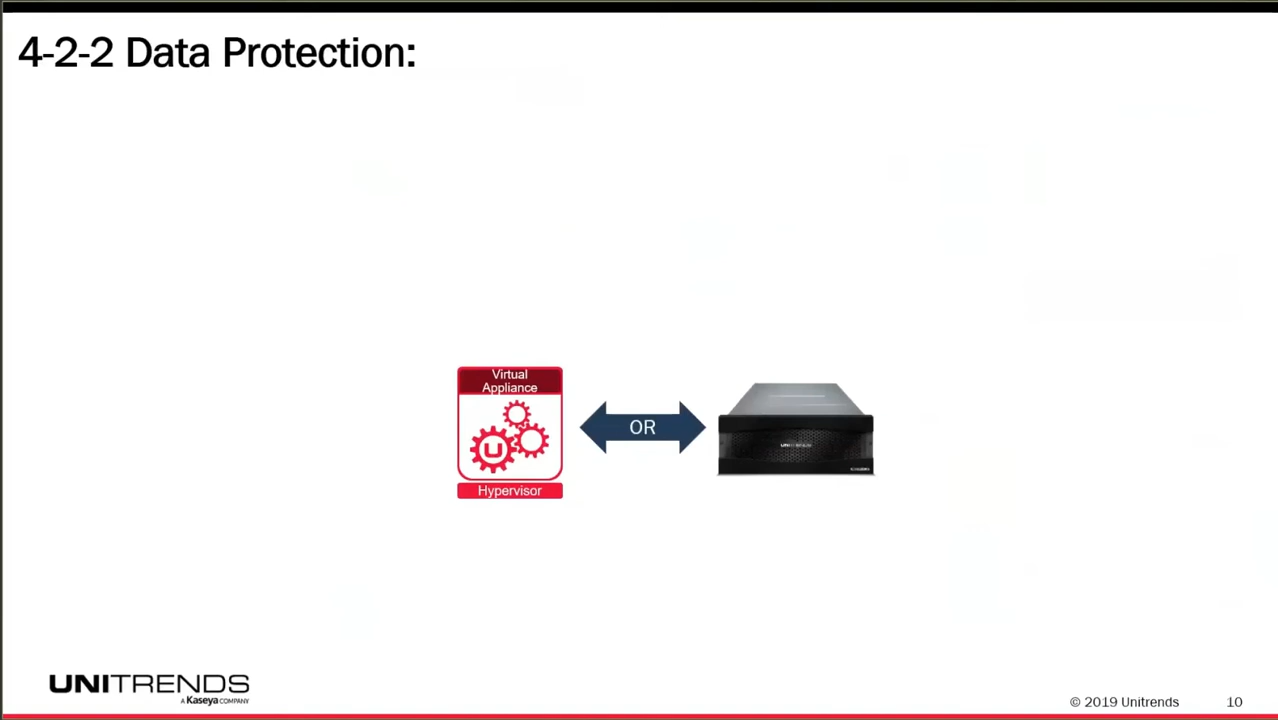 4-2-2 Data Protection:
Virtual
Appliance
U
Hypervisor
OR
UNITRENDS
A Kaseya COMPANY
© 2019 Unitrends
10